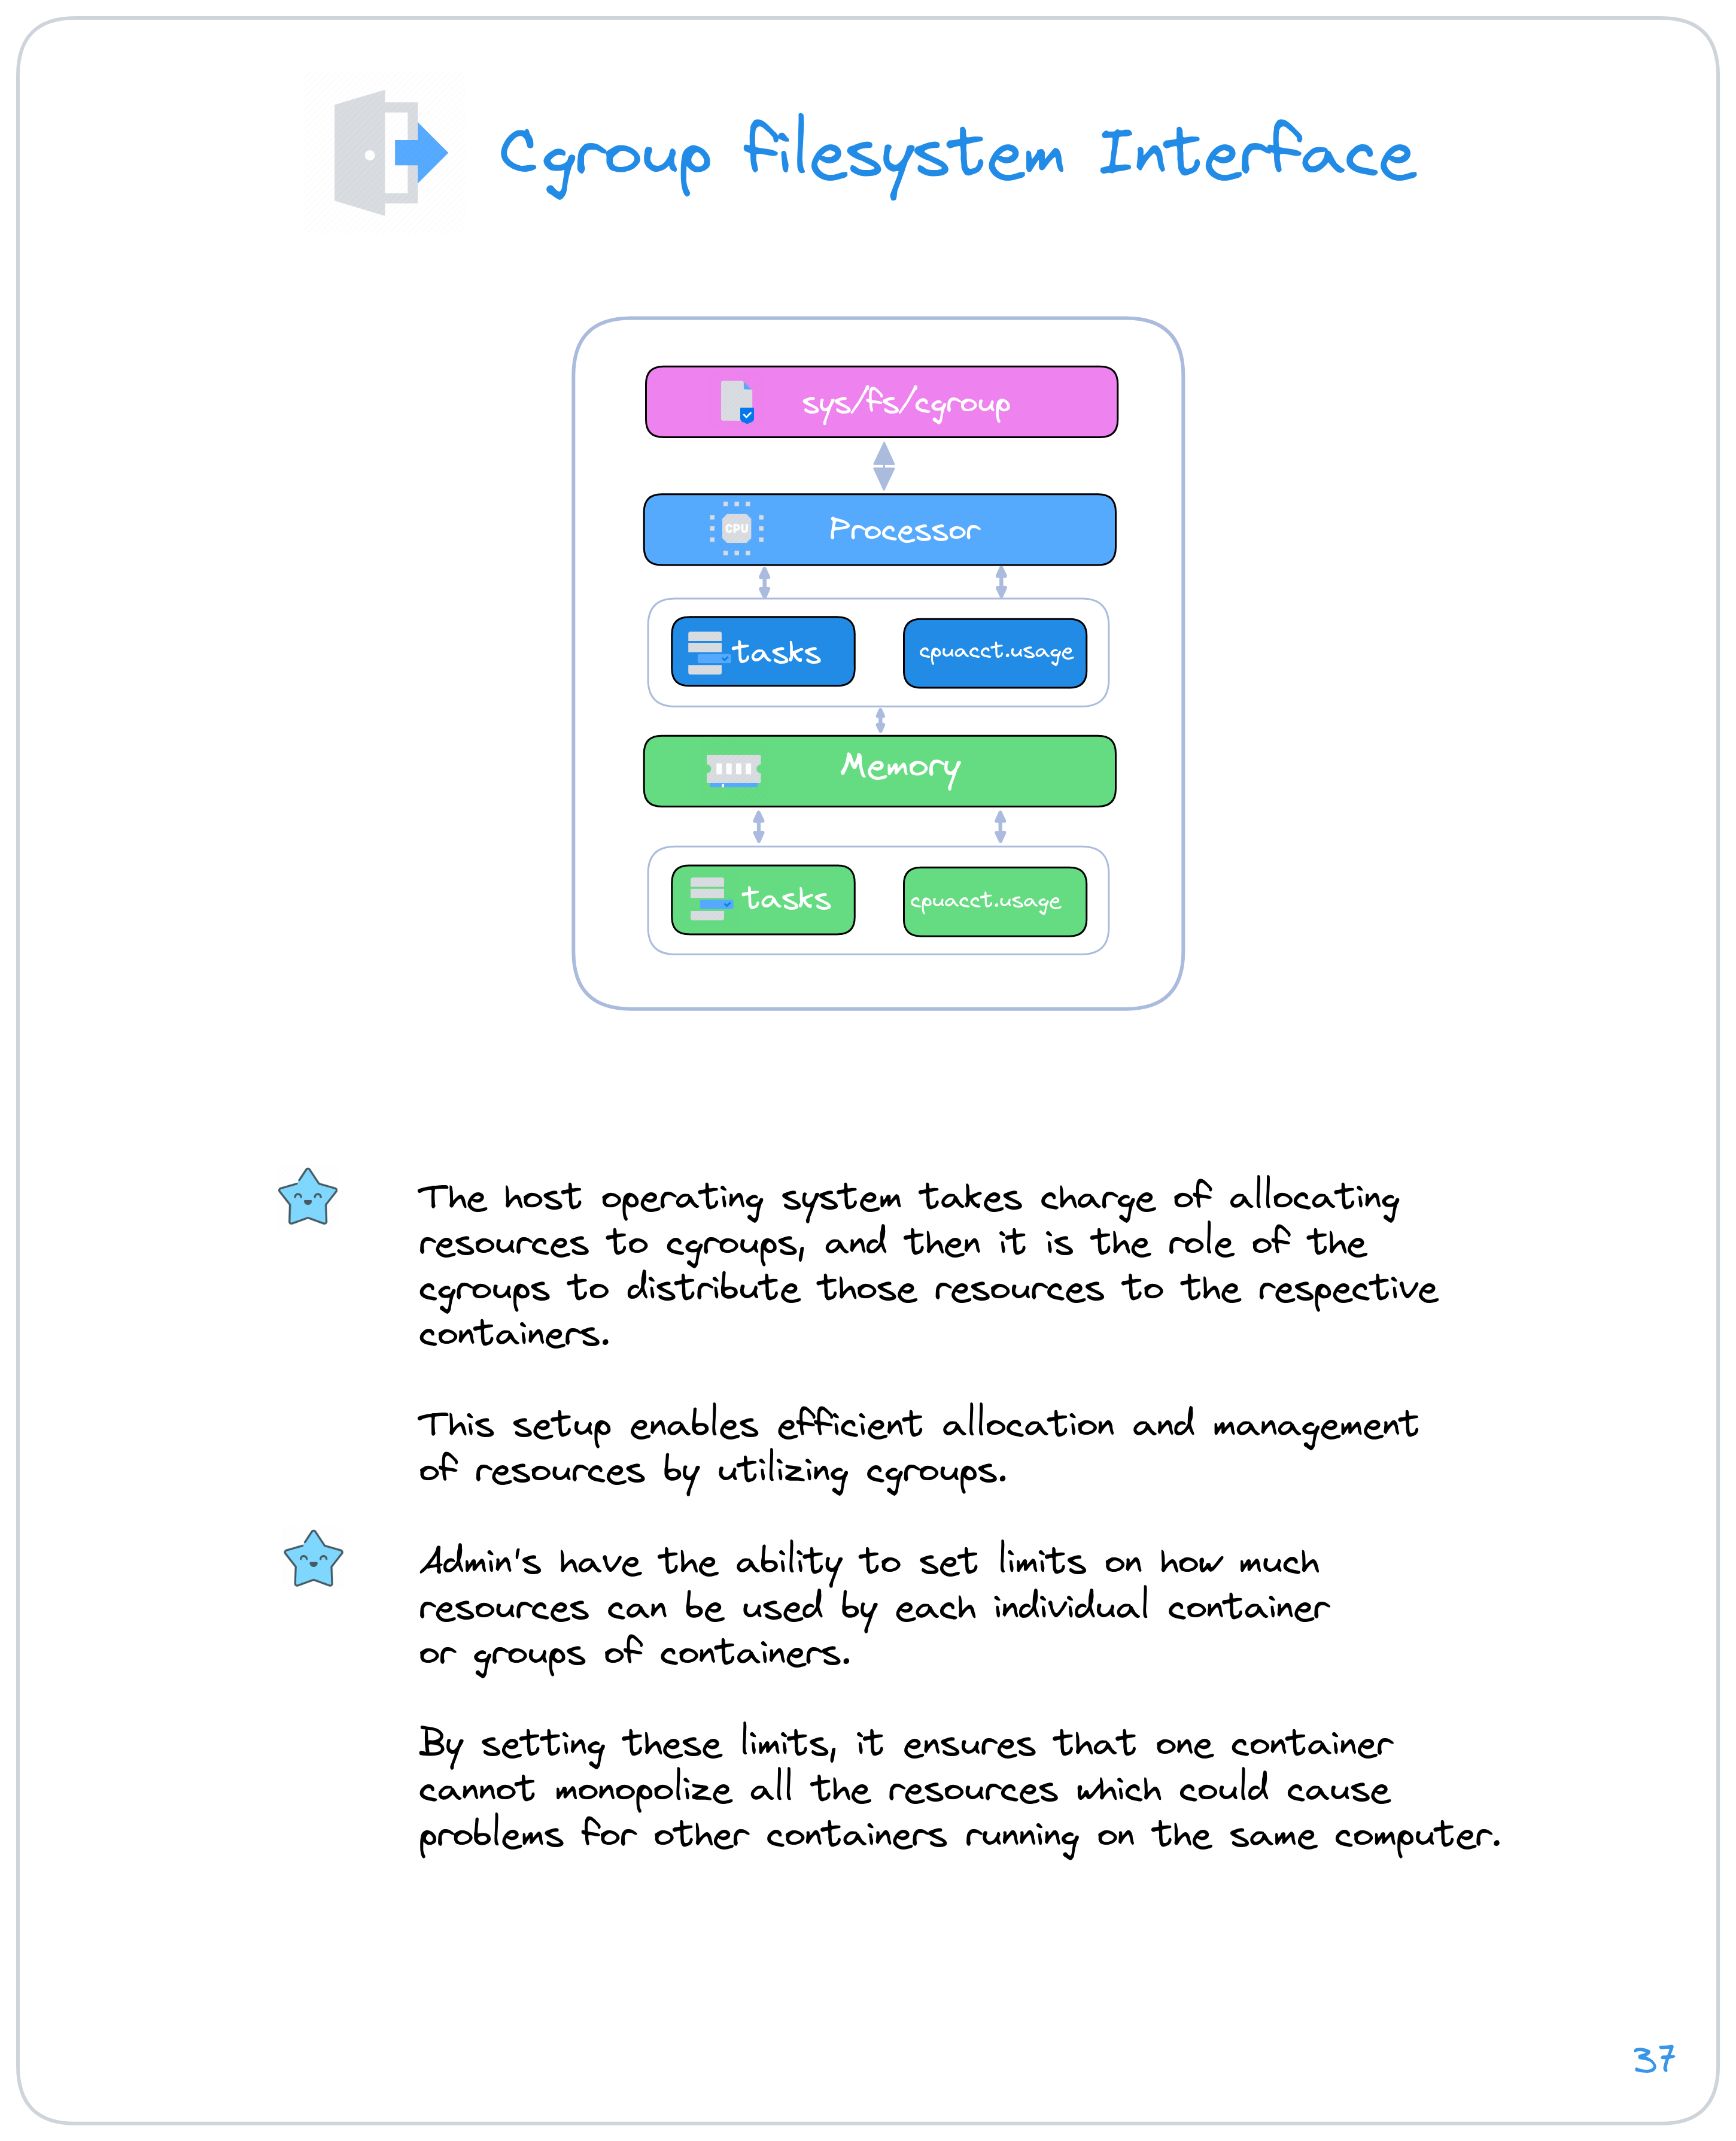 Cgroup filesystem Interface
sys/fs/cgroup
CPU
Processor
tasks
cpuacct.usage
Memory
tasks
cpuacct.usage
The host operating system takes charge of allocating
resources to cgroups, and then it is the role of the
cgroups to distribute those resources to the respective
containers.
This setup enables efficient allocation and management
of resources by utilizing cgroups.
Admin's have the ability to set limits on how much
resources can be used by each individual container
or groups of containers.
By setting these limits, it ensures that one container
cannot monopolize all the resources which could cause
problems for other containers running on the same computer.
37